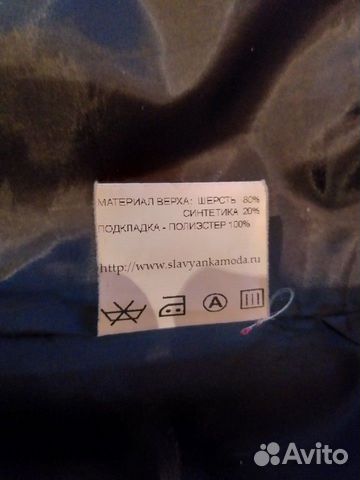 МАТЕРИАЛ ВЕРХА: ШЕРСТЬ 80%
СИНТЕТИКА 20%
ПОДКЛАДКА - ПОЛИЭСТЕР 100%
http://www.slavyankamoda.ru
A
Avito